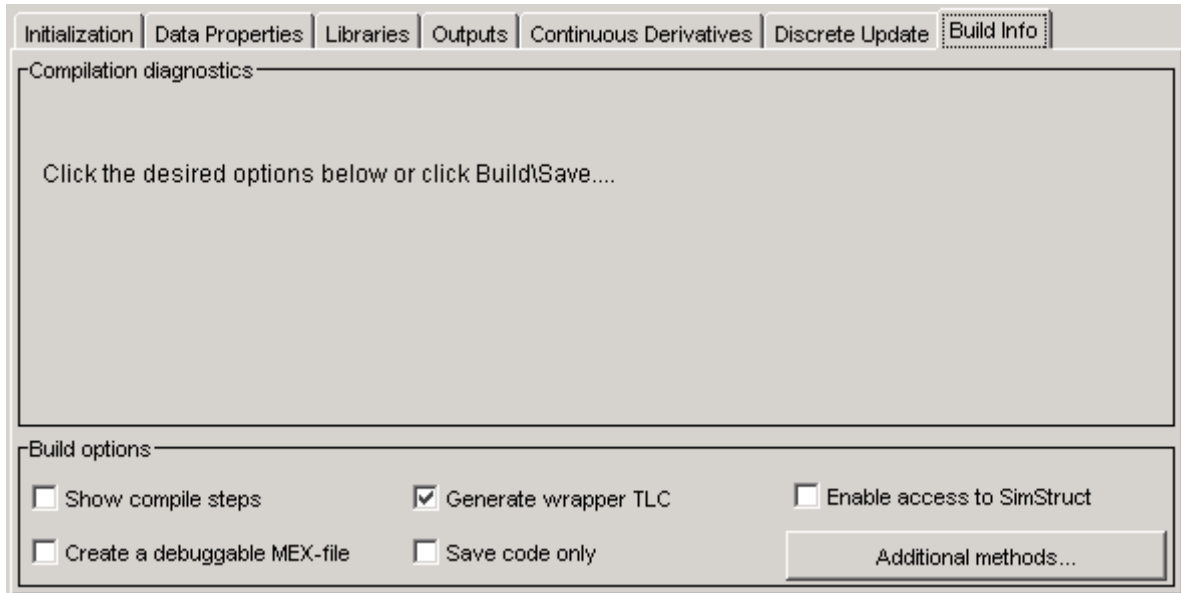 Initialization Data Properties Libraries Outputs Continuous Derivatives Discrete Update Build Info
Compilation diagnostics
Click the desired options below or click Build\Save....
Build options
Show compile steps Generate wrapper TLC Enable access to SimStruct
Create a debuggable MEX-file Save code only Additional methods...